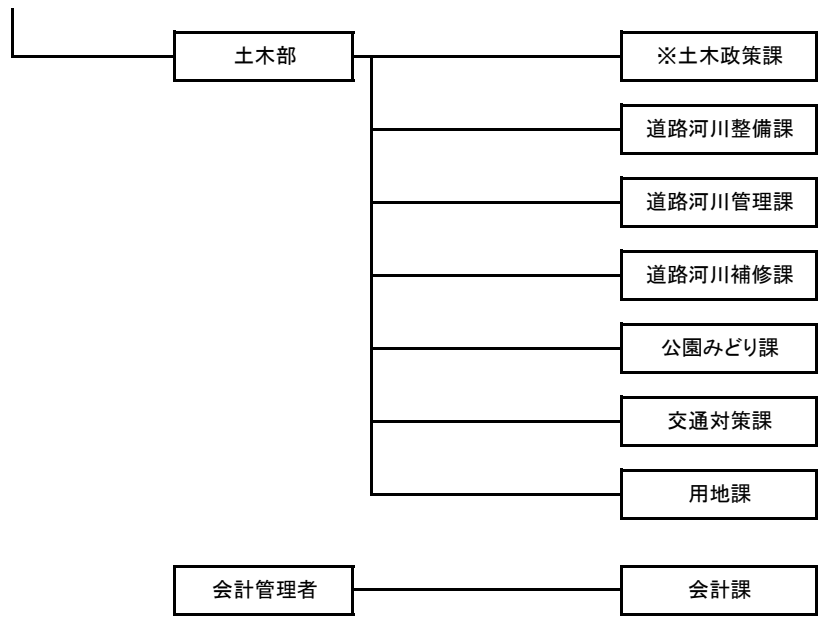 土木部
※土木政策課
道路河川整備課
道路河川管理課
道路河川補修課
公園みどり課
交通対策課
用地課
会計管理者
会計課